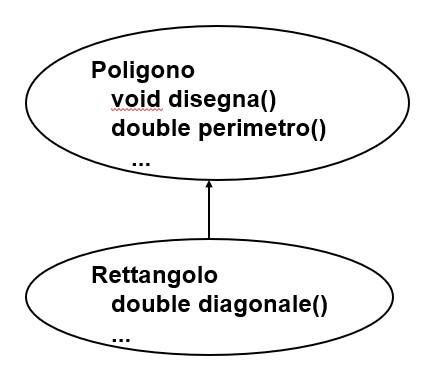 Poligono
void disegna()
double perimetro()
...
Rettangolo
double diagonale()
...